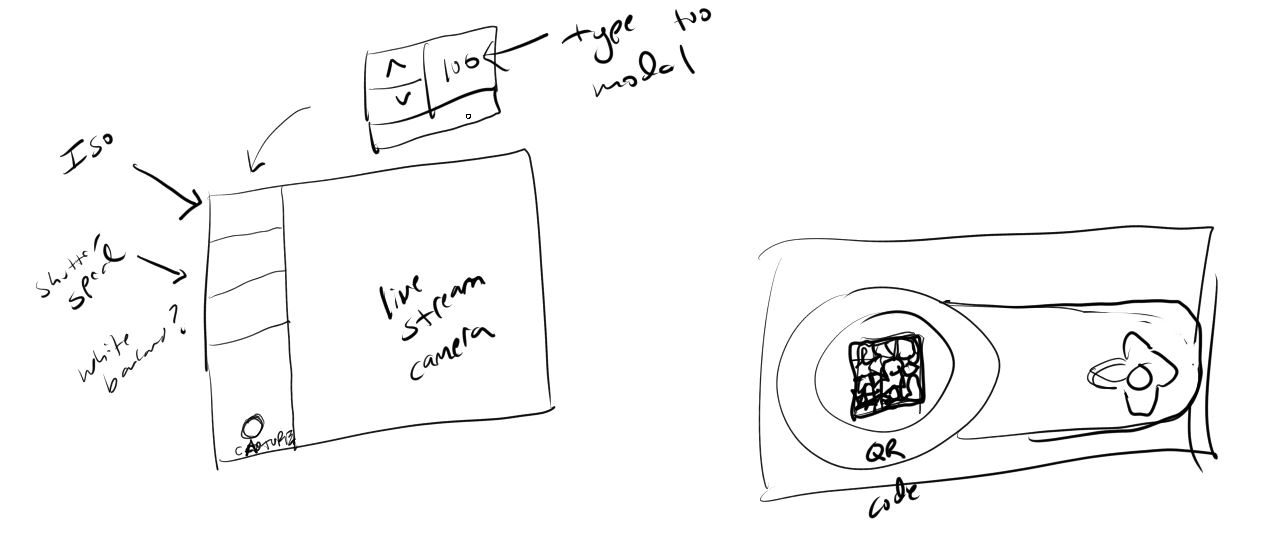 type too
modal
100
Iso
shutter
speed
live
stream
camera
white
balance?
CAPTURE
QR
code